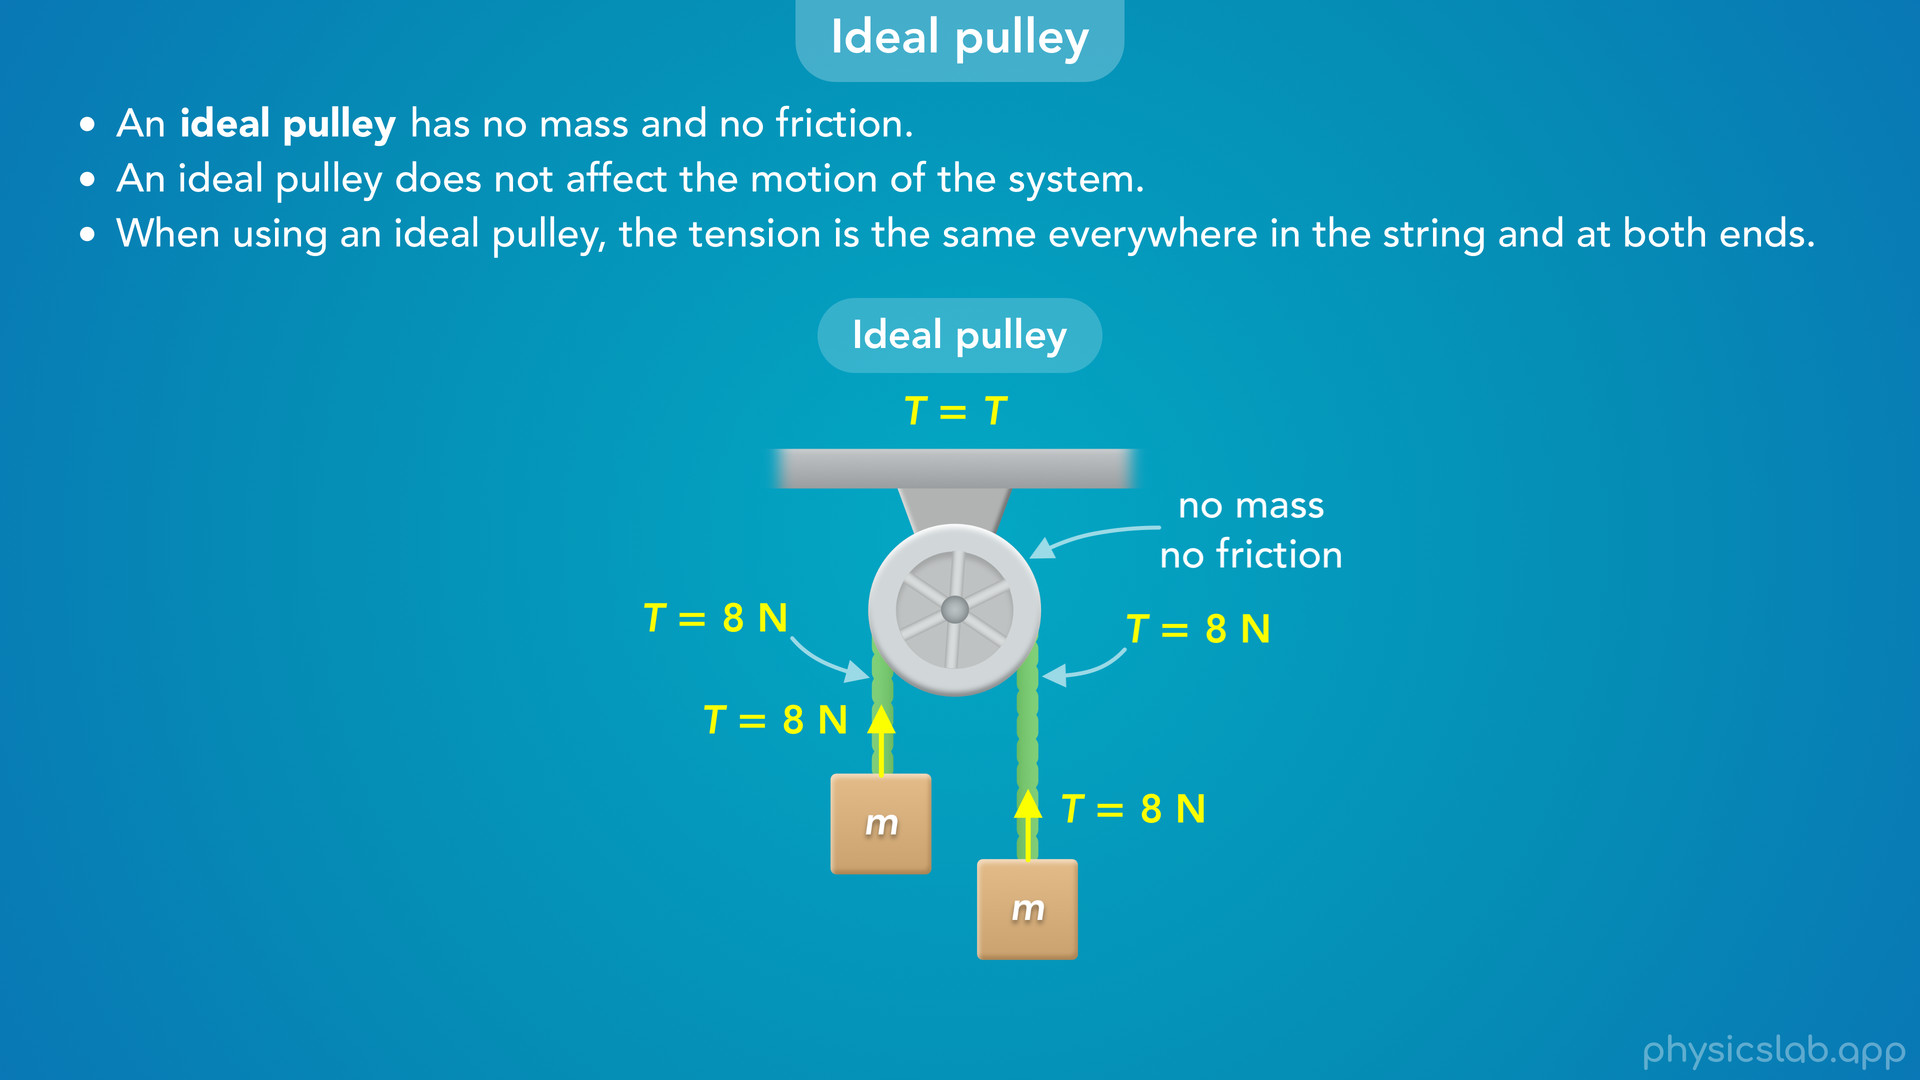 Ideal pulley
• An ideal pulley has no mass and no friction.
• An ideal pulley does not affect the motion of the system.
• When using an ideal pulley, the tension is the same everywhere in the string and at both ends.
Ideal pulley
T = T
no mass
no friction
T = 8 N
T = 8 N
T = 8 N
T = 8 N
m
m
physicslab.app